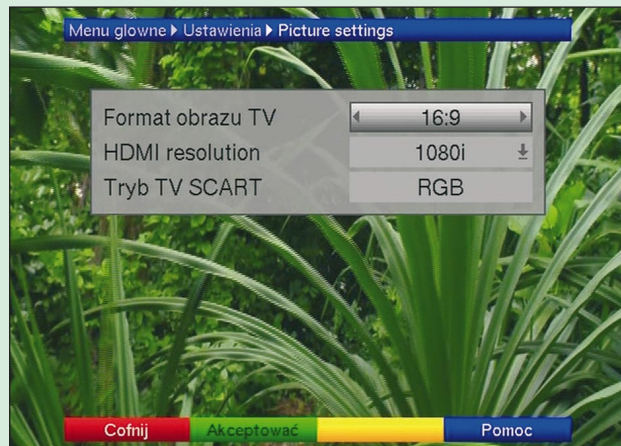 Menu glowne ▸ Ustawienia ▸ Picture settings
Format obrazu TV 16:9
HDMI resolution 1080i
Tryb TV SCART RGB
Cofnij Akceptować Pomoc